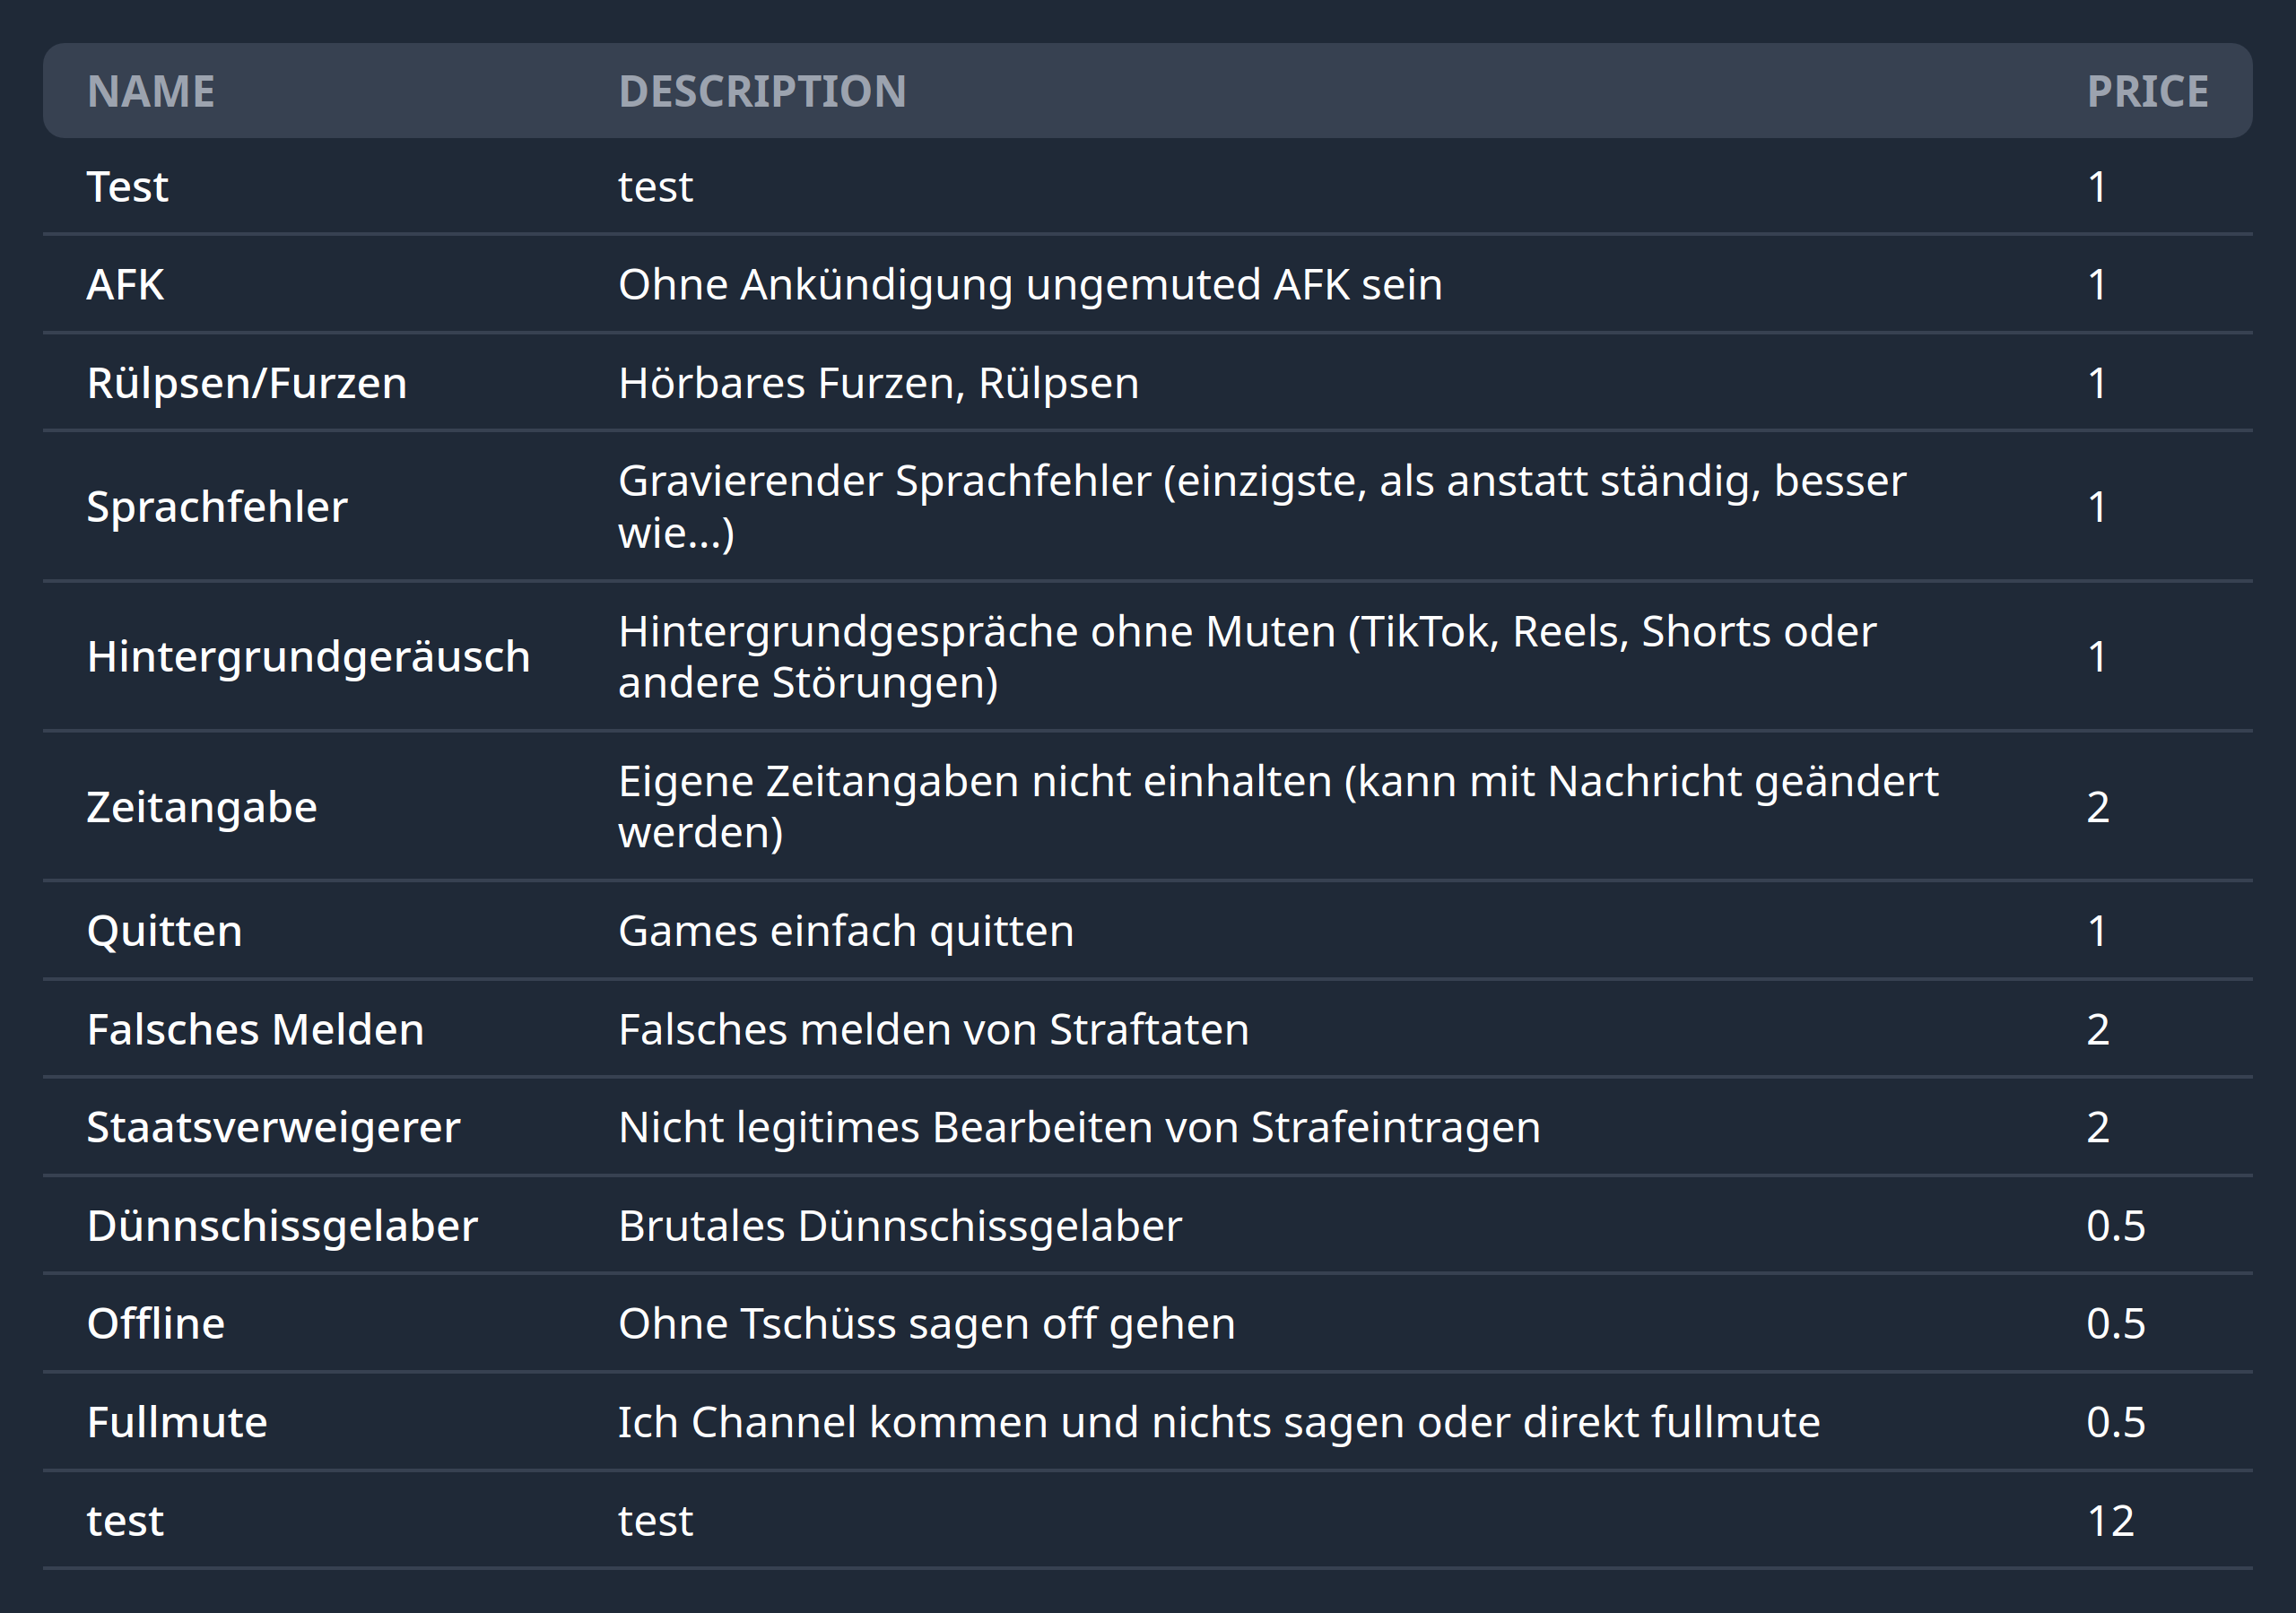 NAME DESCRIPTION PRICE
Test test 1
AFK Ohne Ankündigung ungemuted AFK sein 1
Rülpsen/Furzen Hörbares Furzen, Rülpsen 1
Sprachfehler Gravierender Sprachfehler (einzigste, als anstatt ständig, besser
wie...) 1
Hintergrundgeräusch Hintergrundgespräche ohne Muten (TikTok, Reels, Shorts oder
andere Störungen) 1
Zeitangabe Eigene Zeitangaben nicht einhalten (kann mit Nachricht geändert
werden) 2
Quitten Games einfach quitten 1
Falsches Melden Falsches melden von Straftaten 2
Staatsverweigerer Nicht legitimes Bearbeiten von Strafeintragen 2
Dünnschissgelaber Brutales Dünnschissgelaber 0.5
Offline Ohne Tschüss sagen off gehen 0.5
Fullmute Ich Channel kommen und nichts sagen oder direkt fullmute 0.5
test test 12